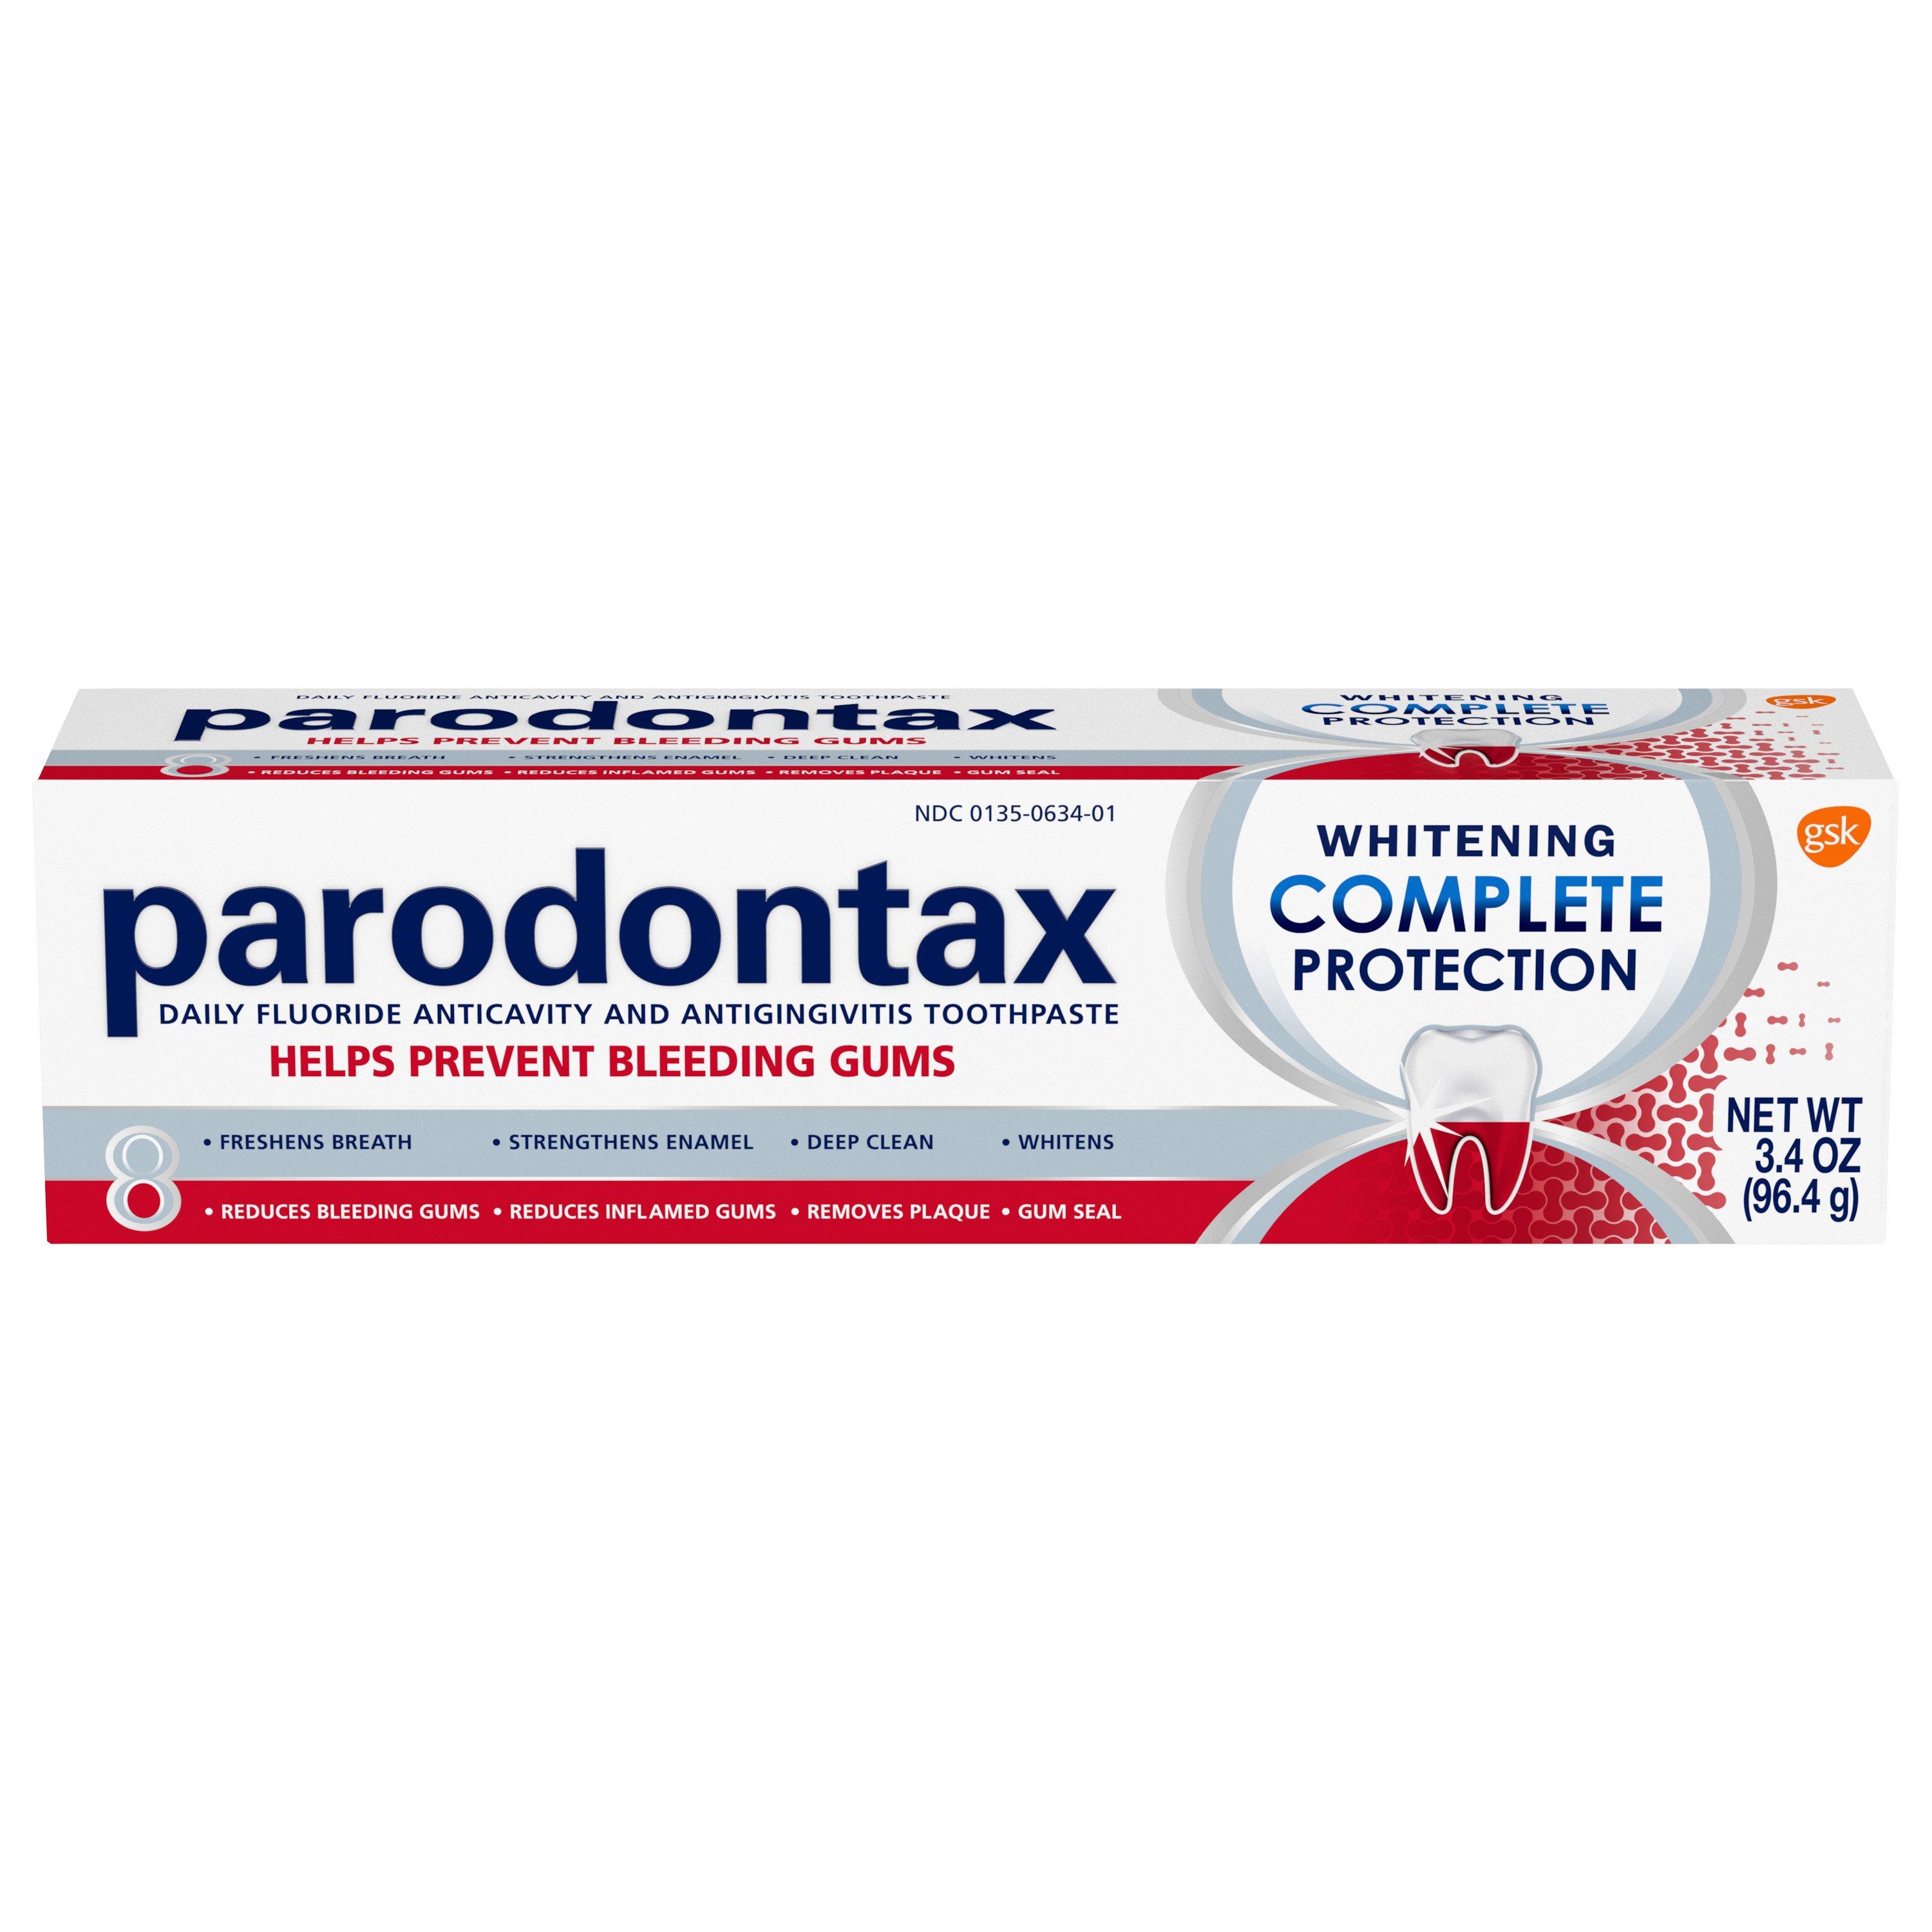 DAILY FLUORIDE ANTICAVITY AND ANTIGINGIVITIS TOOTHPASTE
parodontax
HELPS PREVENT BLEEDING GUMS
8
• FRESHENS BREATH • STRENGTHENS ENAMEL • DEEP CLEAN • WHITENS
• REDUCES BLEEDING GUMS • REDUCES INFLAMED GUMS • REMOVES PLAQUE • GUM SEAL
WHITENING
COMPLETE
PROTECTION
gsk
NDC 0135-0634-01
parodontax
DAILY FLUORIDE ANTICAVITY AND ANTIGINGIVITIS TOOTHPASTE
HELPS PREVENT BLEEDING GUMS
8
• FRESHENS BREATH • STRENGTHENS ENAMEL • DEEP CLEAN • WHITENS
• REDUCES BLEEDING GUMS • REDUCES INFLAMED GUMS • REMOVES PLAQUE • GUM SEAL
WHITENING
COMPLETE
PROTECTION
gsk
NET WT
3.4 OZ
(96.4 g)